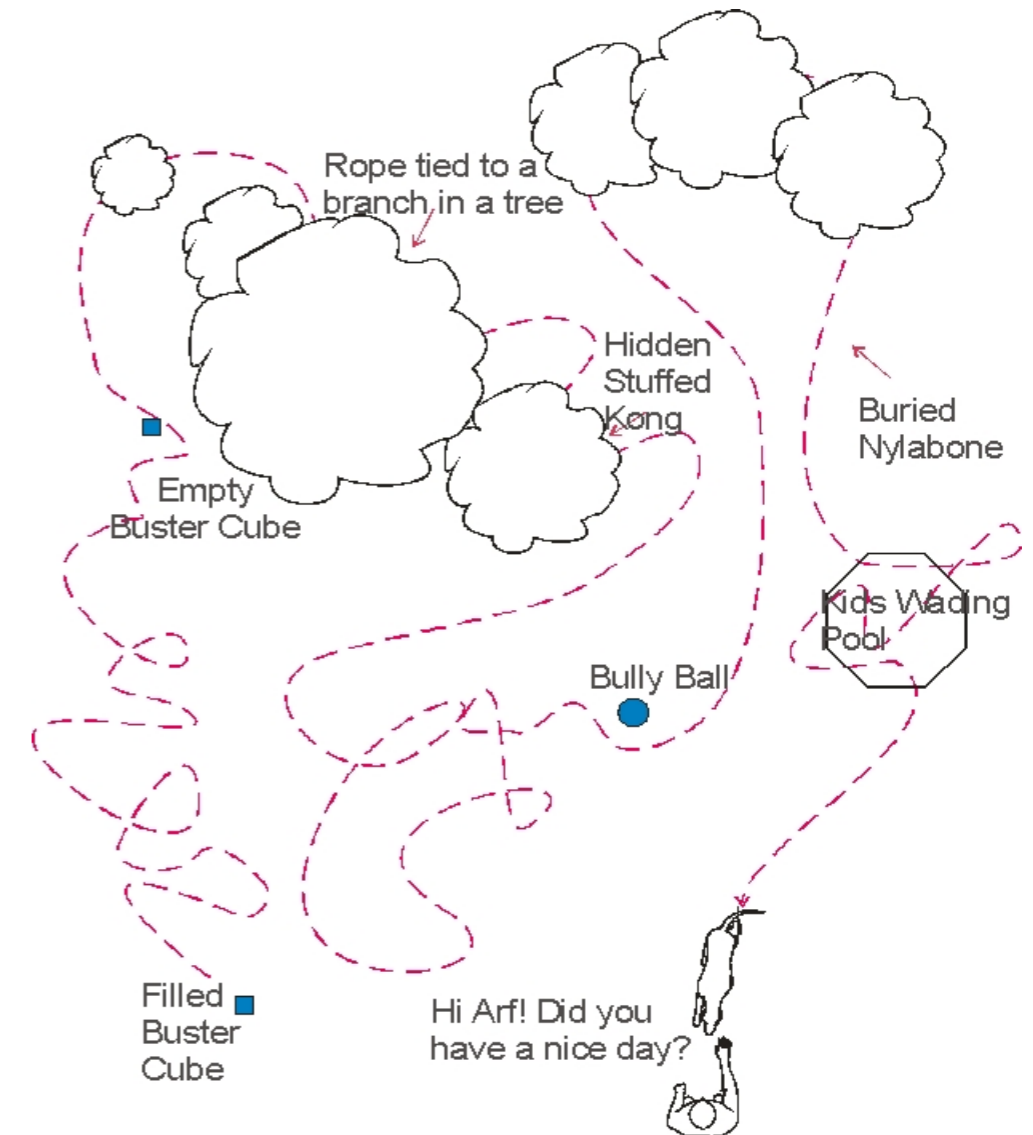 Rope tied to a
branch in a tree
Hidden
Stuffed
Kong
Buried
Nylabone
Empty
Buster Cube
Kids Wading
Pool
Bully Ball
Filled
Buster
Cube
Hi Arf! Did you
have a nice day?